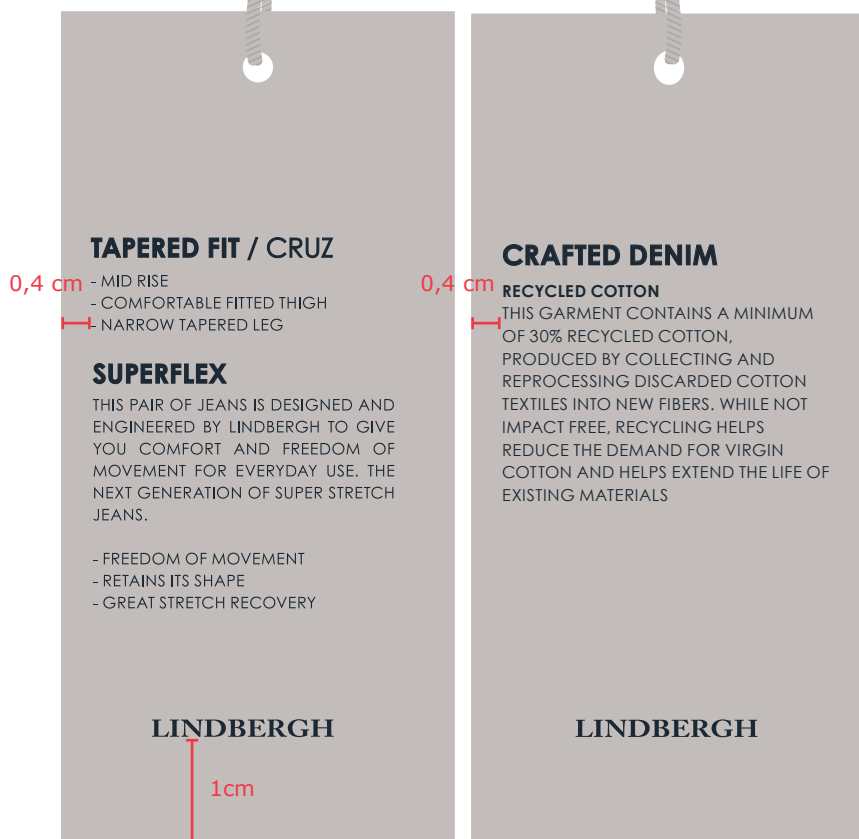 TAPERED FIT / CRUZ
0,4 cm
- MID RISE
- COMFORTABLE FITTED THIGH
- NARROW TAPERED LEG
SUPERFLEX
THIS PAIR OF JEANS IS DESIGNED AND
ENGINEERED BY LINDBERGH TO GIVE
YOU COMFORT AND FREEDOM OF
MOVEMENT FOR EVERYDAY USE. THE
NEXT GENERATION OF SUPER STRETCH
JEANS.
- FREEDOM OF MOVEMENT
- RETAINS ITS SHAPE
- GREAT STRETCH RECOVERY
LINDBERGH
1cm
CRAFTED DENIM
0,4 cm
RECYCLED COTTON
THIS GARMENT CONTAINS A MINIMUM
OF 30% RECYCLED COTTON,
PRODUCED BY COLLECTING AND
REPROCESSING DISCARDED COTTON
TEXTILES INTO NEW FIBERS. WHILE NOT
IMPACT FREE, RECYCLING HELPS
REDUCE THE DEMAND FOR VIRGIN
COTTON AND HELPS EXTEND THE LIFE OF
EXISTING MATERIALS
LINDBERGH